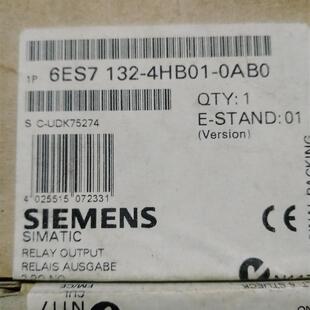 1P 6ES7 132-4HB01-0AB0
QTY: 1
S C-UDK75274
E-STAND: 01
(Version)
4 025515 072331
SIEMENS
SIMATIC
RELAY OUTPUT
RELAIS AUSGABE
PACKING